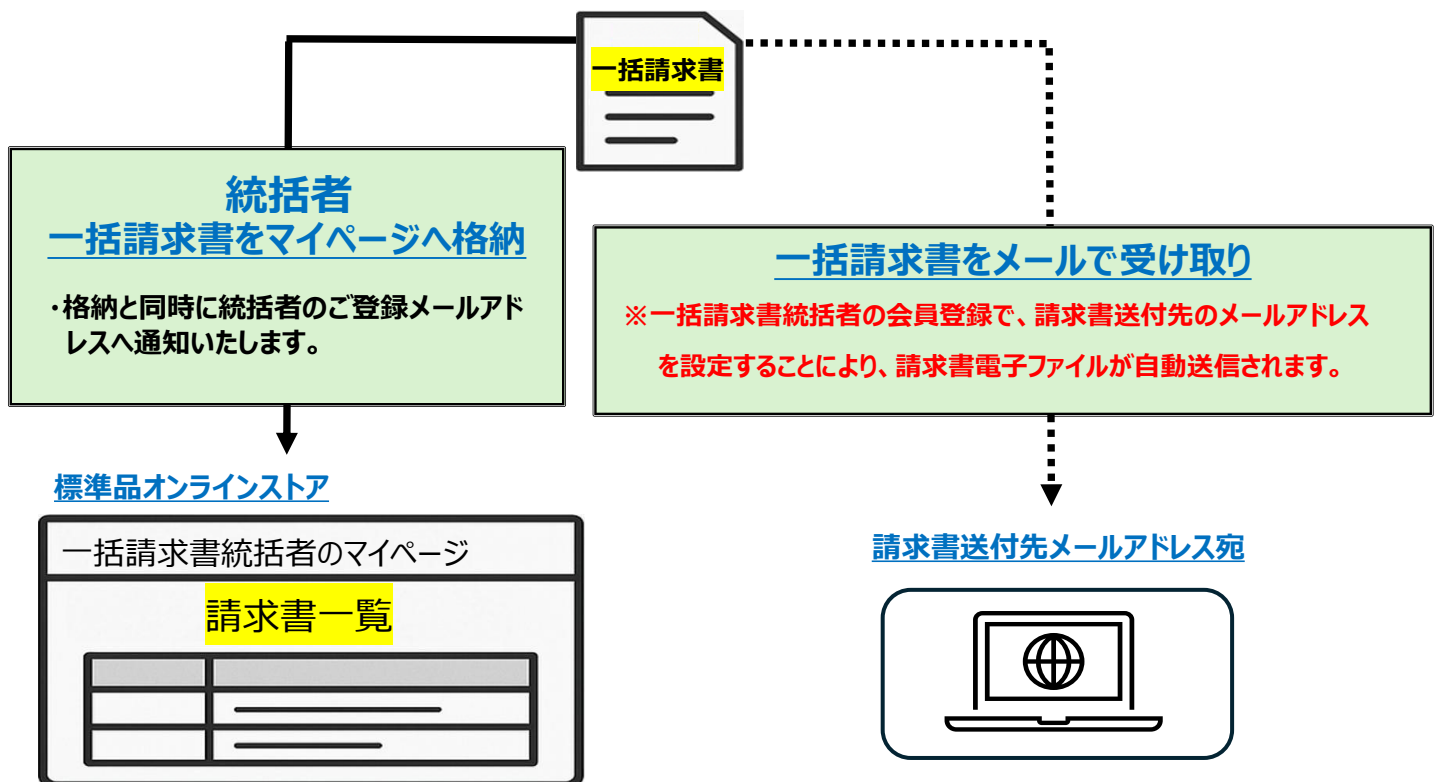 一括請求書
統括者
一括請求書をマイページへ格納
・格納と同時に統括者のご登録メールアド
レスへ通知いたします。
一括請求書をメールで受け取り
※一括請求書統括者の会員登録で、請求書送付先のメールアドレス
を設定することにより、請求書電子ファイルが自動送信されます。
標準品オンラインストア
一括請求書統括者のマイページ
請求書一覧
請求書送付先メールアドレス宛